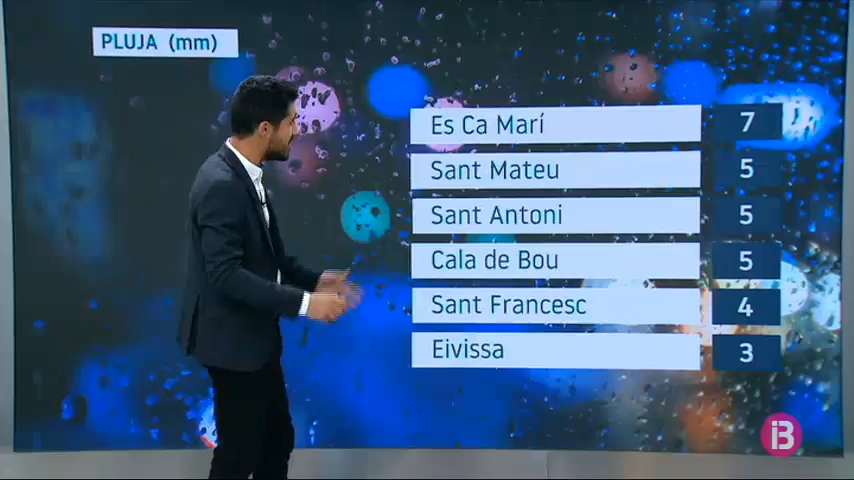 PLUJA (mm)
Es Ca Marí 7
Sant Mateu 5
Sant Antoni 5
Cala de Bou 5
Sant Francesc 4
Eivissa 3
IB